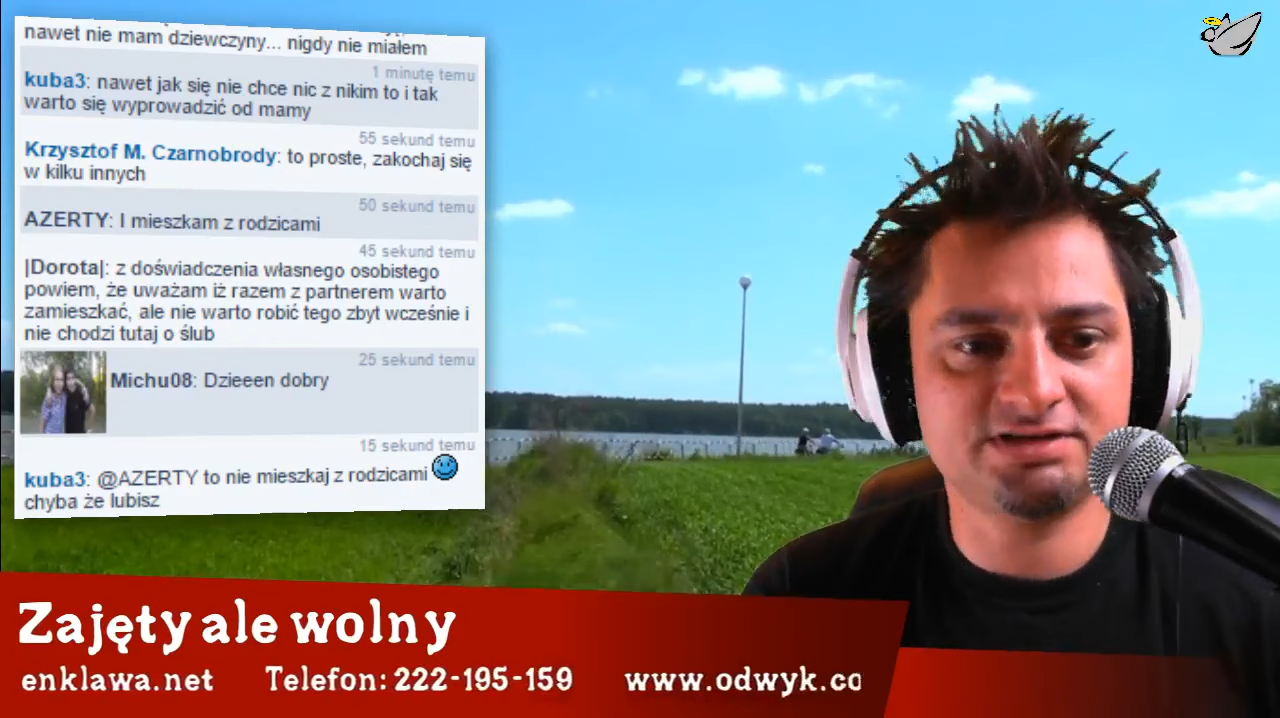 nawet nie mam dziewczyny... nigdy nie miałem
1 minutę temu
kuba3: nawet jak się nie chce nic z nikim to i tak
warto się wyprowadzić od mamy
55 sekund temu
Krzysztof M. Czarnobrody: to proste, zakochaj się
w kilku innych
50 sekund temu
AZERTY: I mieszkam z rodzicami
45 sekund temu
|Dorota|: z doświadczenia własnego osobistego
powiem, że uważam iż razem z partnerem warto
zamieszkać, ale nie warto robić tego zbyt wcześnie i
nie chodzi tutaj o ślub
25 sekund temu
Michu08: Dzieeen dobry
15 sekund temu
kuba3: @AZERTY to nie mieszkaj z rodzicami
chyba że lubisz
Zajęty ale wolny
enklawa.net Telefon: 222-195-159 www.odwyk.co